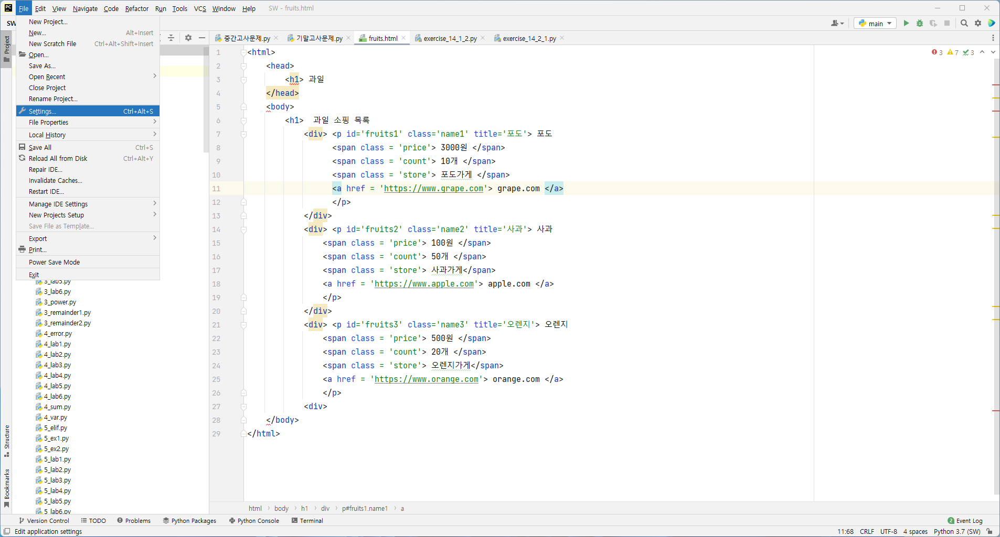 PC File Edit View Navigate Code Refactor Run Tools VCS Window Help SW - fruits.html
SW
main
New Project...
New... Alt+Insert
New Scratch File Ctrl+Alt+Shift+Insert
Open...
Save As...
Open Recent
Close Project
Rename Project...
Settings... Ctrl+Alt+S
File Properties
Local History
Save All Ctrl+S
Reload All from Disk Ctrl+Alt+Y
Repair IDE...
Invalidate Caches...
Restart IDE...
Manage IDE Settings
New Projects Setup
Save File as Template...
Export
Print...
Power Save Mode
Exit
Project
Structure
Bookmarks
3_lab5.py
3_lab6.py
3_power.py
3_remainder1.py
3_remainder2.py
4_error.py
4_lab1.py
4_lab2.py
4_lab3.py
4_lab4.py
4_lab5.py
4_lab6.py
4_sum.py
4_var.py
5_elif.py
5_ex1.py
5_ex2.py
5_lab1.py
5_lab2.py
5_lab3.py
5_lab4.py
5_lab5.py
5_lab6.py
중간고사문제.py 기말고사문제.py fruits.html exercise_14_1_2.py exercise_14_2_1.py
3 7 3
1 <html>
2 <head>
3 <h1> 과일
4 </head>
5 <body>
6 <h1> 과일 소핑 목록
7 <div> <p id='fruits1' class='name1' title='포도'> 포도
8 <span class = 'price'> 3000원 </span>
9 <span class = 'count'> 10개 </span>
10 <span class = 'store'> 포도가게 </span>
11 <a href = 'https://www.grape.com'> grape.com </a>
12 </p>
13 </div>
14 <div> <p id='fruits2' class='name2' title='사과'> 사과
15 <span class = 'price'> 100원 </span>
16 <span class = 'count'> 50개 </span>
17 <span class = 'store'> 사과가게</span>
18 <a href = 'https://www.apple.com'> apple.com </a>
19 </p>
20 </div>
21 <div> <p id='fruits3' class='name3' title='오렌지'> 오렌지
22 <span class = 'price'> 500원 </span>
23 <span class = 'count'> 20개 </span>
24 <span class = 'store'> 오렌지가게</span>
25 <a href = 'https://www.orange.com'> orange.com </a>
26 </p>
27 <div>
28 </body>
29 </html>
html > body > h1 > div > p#fruits1.name1 > a
Version Control TODO Problems Python Packages Python Console Terminal 2 Event Log
Edit application settings 11:68 CRLF UTF-8 4 spaces Python 3.7 (SW)